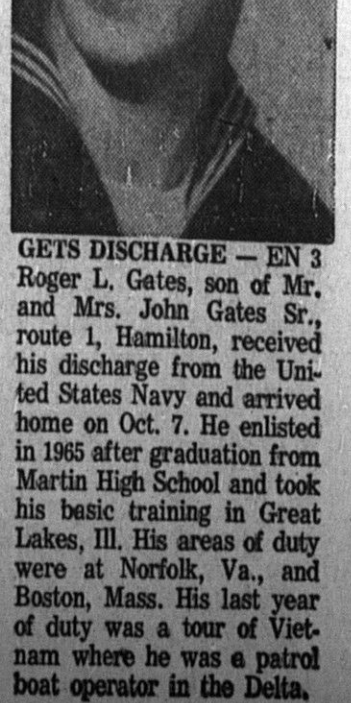 GETS DISCHARGE — EN 3
Roger L. Gates, son of Mr.
and Mrs. John Gates Sr.,
route 1, Hamilton, received
his discharge from the Uni-
ted States Navy and arrived
home on Oct. 7. He enlisted
in 1965 after graduation from
Martin High School and took
his basic training in Great
Lakes, Ill. His areas of duty
were at Norfolk, Va., and
Boston, Mass. His last year
of duty was a tour of Viet-
nam where he was a patrol
boat operator in the Delta.